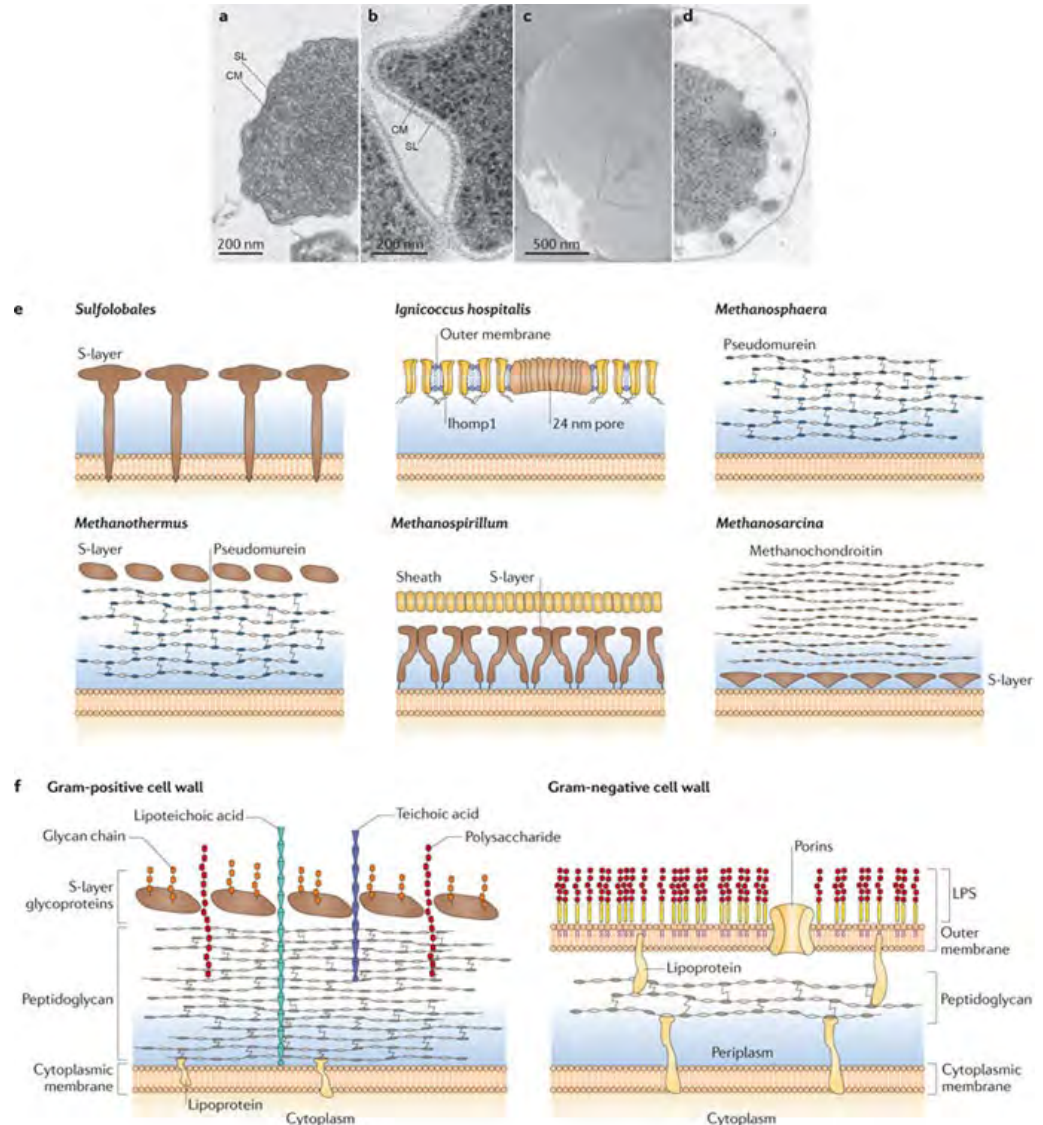 a
b
c
d
SL
CM
CM
SL
200 nm
200 nm
500 nm
e
Sulfolobales
Ignicoccus hospitalis
Methanosphaera
S-layer
Outer membrane
Ihomp1
24 nm pore
Pseudomurein
Methanothermus
Methanospirillum
Methanosarcina
S-layer
Pseudomurein
Sheath
S-layer
Methanochondroitin
S-layer
f
Gram-positive cell wall
Gram-negative cell wall
Lipoteichoic acid
Teichoic acid
Glycan chain
Polysaccharide
S-layer
glycoproteins
Peptidoglycan
Cytoplasmic
membrane
Lipoprotein
Cytoplasm
Porins
LPS
Outer
membrane
Lipoprotein
Peptidoglycan
Periplasm
Cytoplasmic
membrane
Cytoplasm